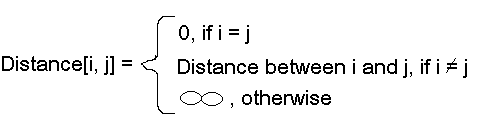 0, if i = j
Distance[i, j] = Distance between i and j, if i ≠ j
∞, otherwise